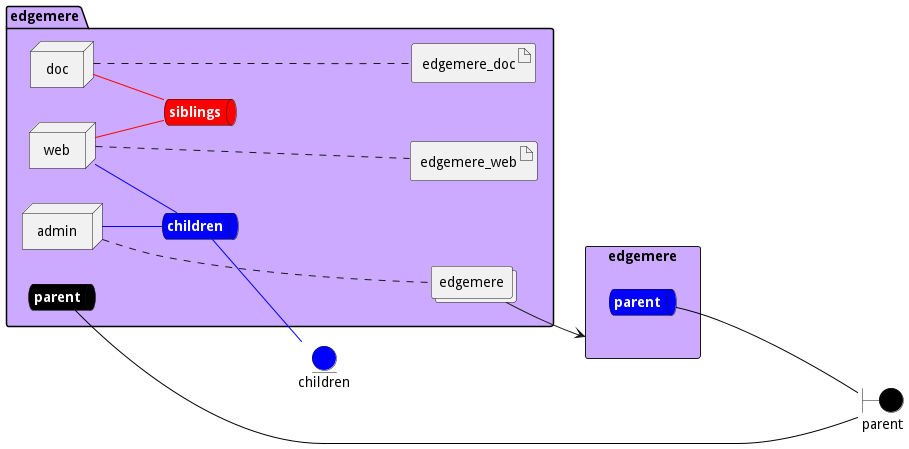 edgemere
doc
edgemere_doc
siblings
web
edgemere_web
children
admin
edgemere
edgemere
parent
parent
children
parent